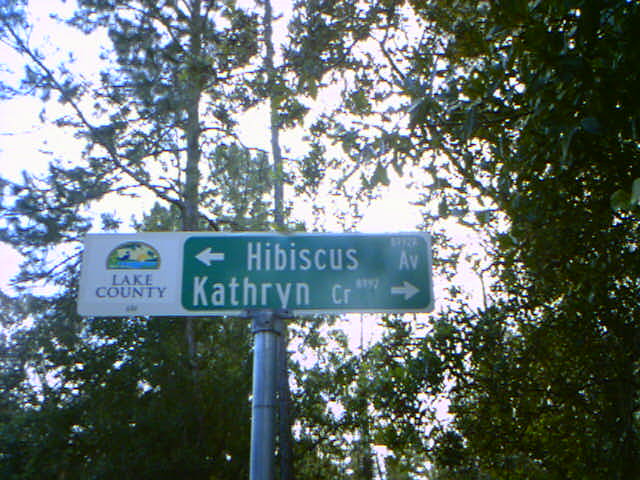 LAKE
COUNTY
← Hibiscus Av
Kathryn Cr →